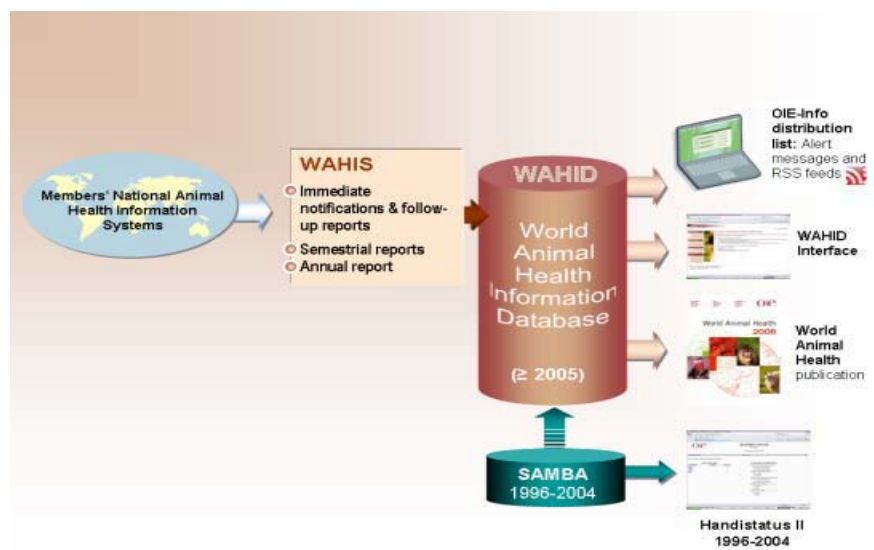 Members' National Animal
Health Information
Systems
WAHIS
Immediate
notifications & follow-
up reports
Semestrial reports
Annual report
WAHID
World
Animal
Health
Information
Database
(≥ 2005)
SAMBA
1996-2004
OIE-Info
distribution
list: Alert
messages and
RSS feeds
WAHID
Interface
World Animal Health
2008
World
Animal
Health
publication
Handistatus II
1996-2004